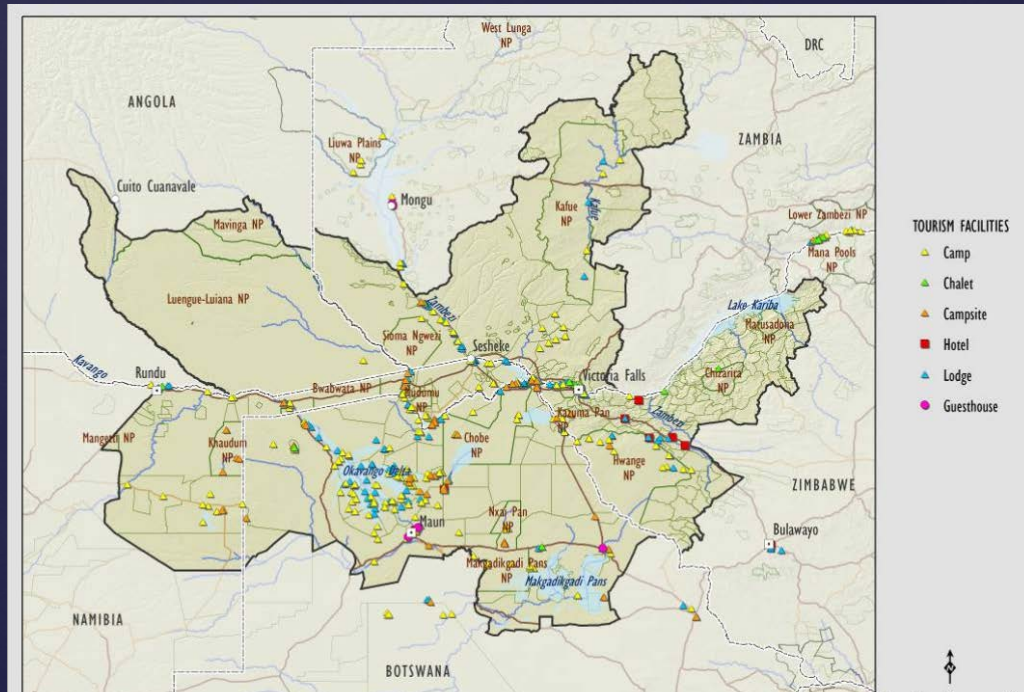 West Lunga
NP
DRC
ANGOLA
ZAMBIA
Liuwa Plains
NP
Cuito Cuanavale
Mongu
Kafue
NP
Kafue
Lower Zambezi NP
Mana Pools
NP
Mavinga NP
Luengue-Luiana NP
Zambezi
Lake Kariba
Matusadona
NP
Sioma Ngwezi
NP
Sesheke
Kavango
Rundu
Bwabwata NP
Mudumu
NP
Victoria Falls
Chizarira
NP
Kazuma Pan
NP
Zambezi
Mangetti NP
Khaudum
NP
Chobe
NP
Hwange
NP
Okavango Delta
ZIMBABWE
Maun
Nxai Pan
NP
Bulawayo
Makgadikgadi Pans
NP
Makgadikgadi Pans
NAMIBIA
BOTSWANA
TOURISM FACILITIES
Camp
Chalet
Campsite
Hotel
Lodge
Guesthouse
N